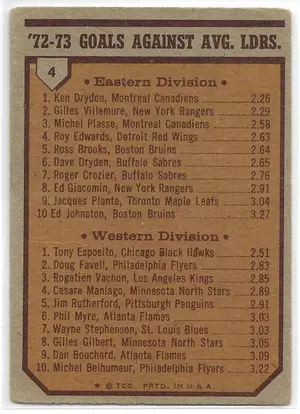 '72-73 GOALS AGAINST AVG. LDRS.
4
• Eastern Division •
1. Ken Dryden, Montreal Canadiens 2.26
2. Gilles Villemure, New York Rangers 2.29
3. Michel Plasse, Montreal Canadiens 2.58
4. Roy Edwards, Detroit Red Wings 2.63
5. Ross Brooks, Boston Bruins 2.64
6. Dave Dryden, Buffalo Sabres 2.65
7. Roger Crozier, Buffalo Sabres 2.76
8. Ed Giacomin, New York Rangers 2.91
9. Jacques Plante, Toronto Maple Leafs 3.04
10. Ed Johnston, Boston Bruins 3.27
• Western Division •
1. Tony Esposito, Chicago Black Hawks 2.51
2. Doug Favell, Philadelphia Flyers 2.83
3. Rogatien Vachon, Los Angeles Kings 2.85
4. Cesare Maniago, Minnesota North Stars 2.89
5. Jim Rutherford, Pittsburgh Penguins 2.91
6. Phil Myre, Atlanta Flames 3.03
7. Wayne Stephenson, St. Louis Blues 3.03
8. Gilles Gilbert, Minnesota North Stars 3.05
9. Dan Bouchard, Atlanta Flames 3.09
10. Michel Belhumeur, Philadelphia Flyers 3.22
* © T.C.G. PRTD. IN U.S.A.